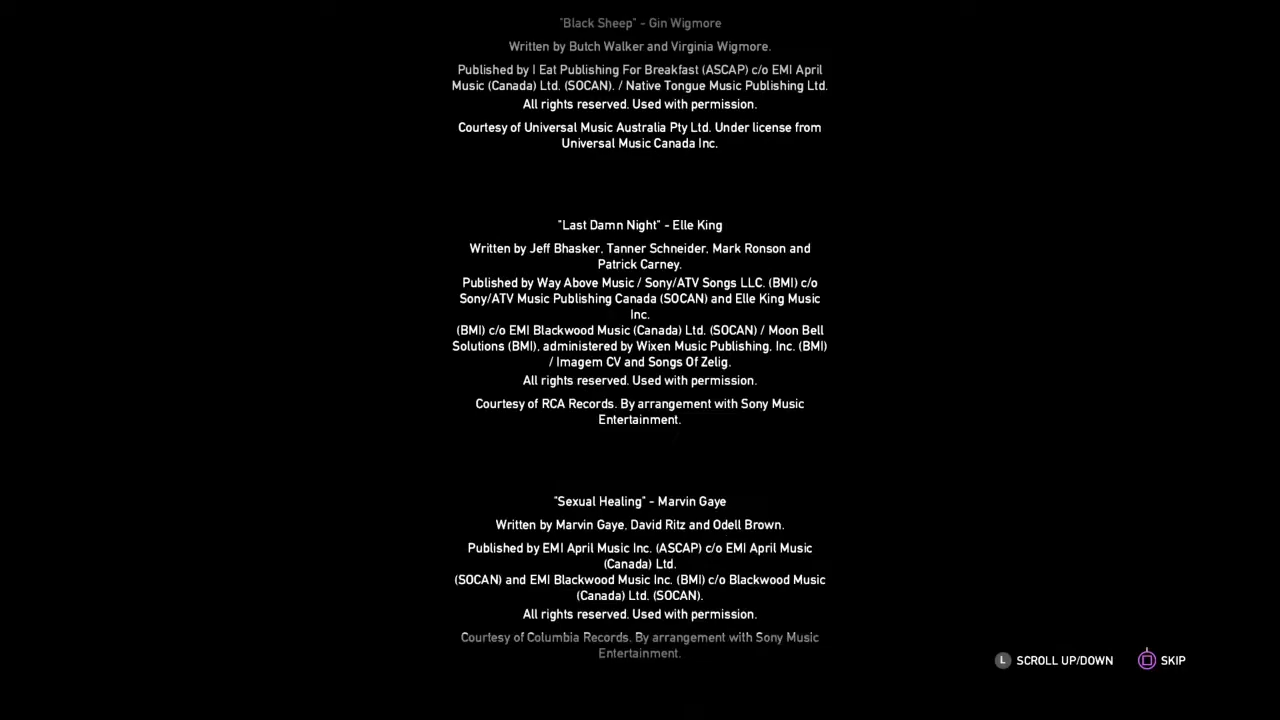 "Black Sheep" - Gin Wigmore
Written by Butch Walker and Virginia Wigmore.
Published by I Eat Publishing For Breakfast (ASCAP) c/o EMI April
Music (Canada) Ltd. (SOCAN). / Native Tongue Music Publishing Ltd.
All rights reserved. Used with permission.
Courtesy of Universal Music Australia Pty Ltd. Under license from
Universal Music Canada Inc.
"Last Damn Night" - Elle King
Written by Jeff Bhasker, Tanner Schneider, Mark Ronson and
Patrick Carney.
Published by Way Above Music / Sony/ATV Songs LLC. (BMI) c/o
Sony/ATV Music Publishing Canada (SOCAN) and Elle King Music
Inc.
(BMI) c/o EMI Blackwood Music (Canada) Ltd. (SOCAN) / Moon Bell
Solutions (BMI), administered by Wixen Music Publishing, Inc. (BMI)
/ Imagem CV and Songs Of Zelig.
All rights reserved. Used with permission.
Courtesy of RCA Records. By arrangement with Sony Music
Entertainment.
"Sexual Healing" - Marvin Gaye
Written by Marvin Gaye, David Ritz and Odell Brown.
Published by EMI April Music Inc. (ASCAP) c/o EMI April Music
(Canada) Ltd.
(SOCAN) and EMI Blackwood Music Inc. (BMI) c/o Blackwood Music
(Canada) Ltd. (SOCAN).
All rights reserved. Used with permission.
Courtesy of Columbia Records. By arrangement with Sony Music
Entertainment.
L SCROLL UP/DOWN SKIP